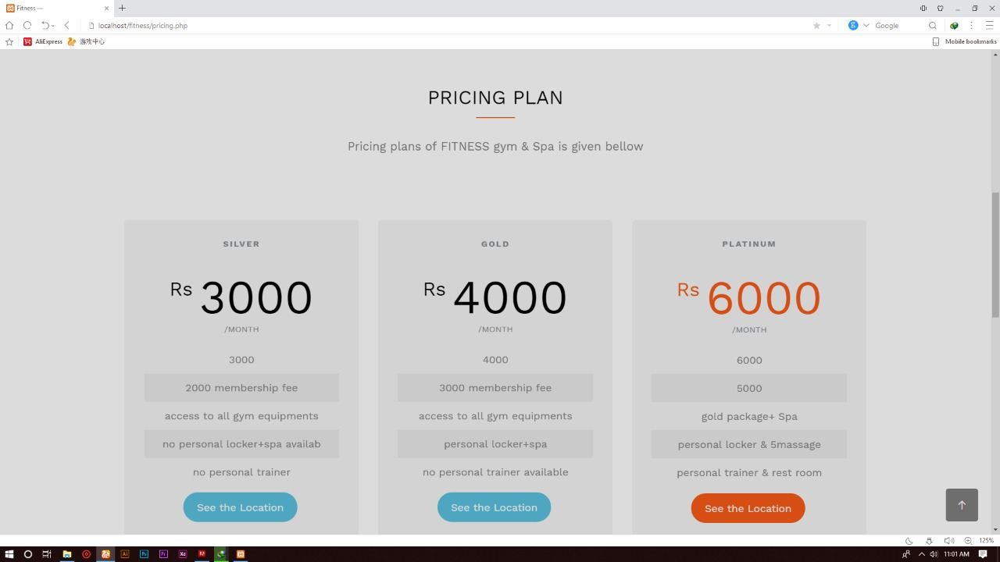 Fitness —
localhost/fitness/pricing.php
Google
AliExpress
游戏中心
Mobile bookmarks
PRICING PLAN
Pricing plans of FITNESS gym & Spa is given bellow
SILVER
Rs 3000
/MONTH
3000
2000 membership fee
access to all gym equipments
no personal locker+spa availab
no personal trainer
See the Location
GOLD
Rs 4000
/MONTH
4000
3000 membership fee
access to all gym equipments
personal locker+spa
no personal trainer available
See the Location
PLATINUM
Rs 6000
/MONTH
6000
5000
gold package+ Spa
personal locker & 5massage
personal trainer & rest room
See the Location
125%
Ai
Ps
Pr
Xd
11:01 AM